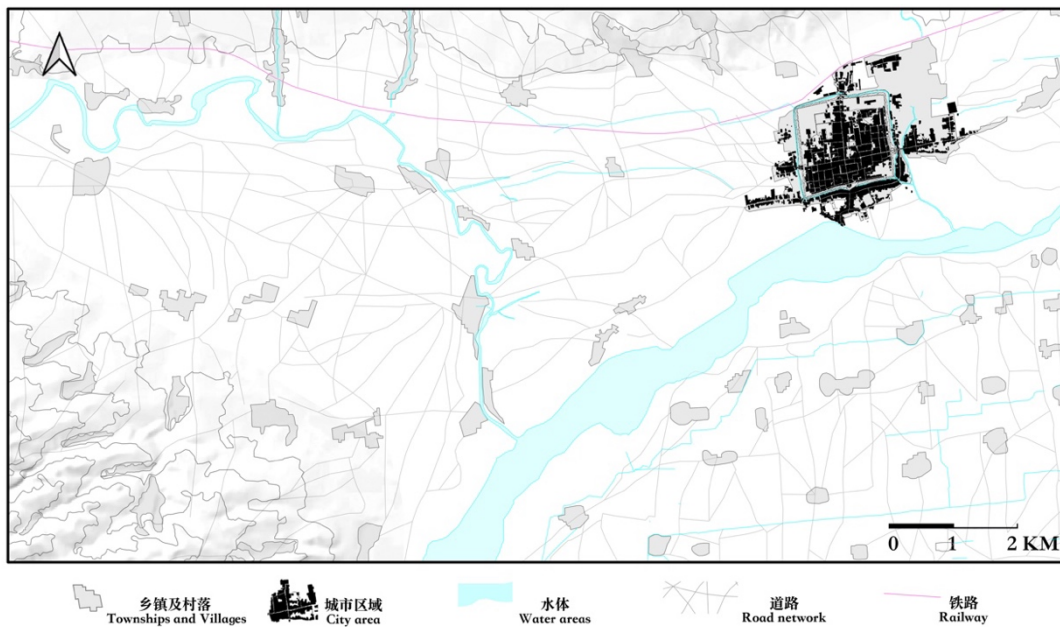 0 1 2 KM
乡镇及村落
Townships and Villages
城市区域
City area
水体
Water areas
道路
Road network
铁路
Railway